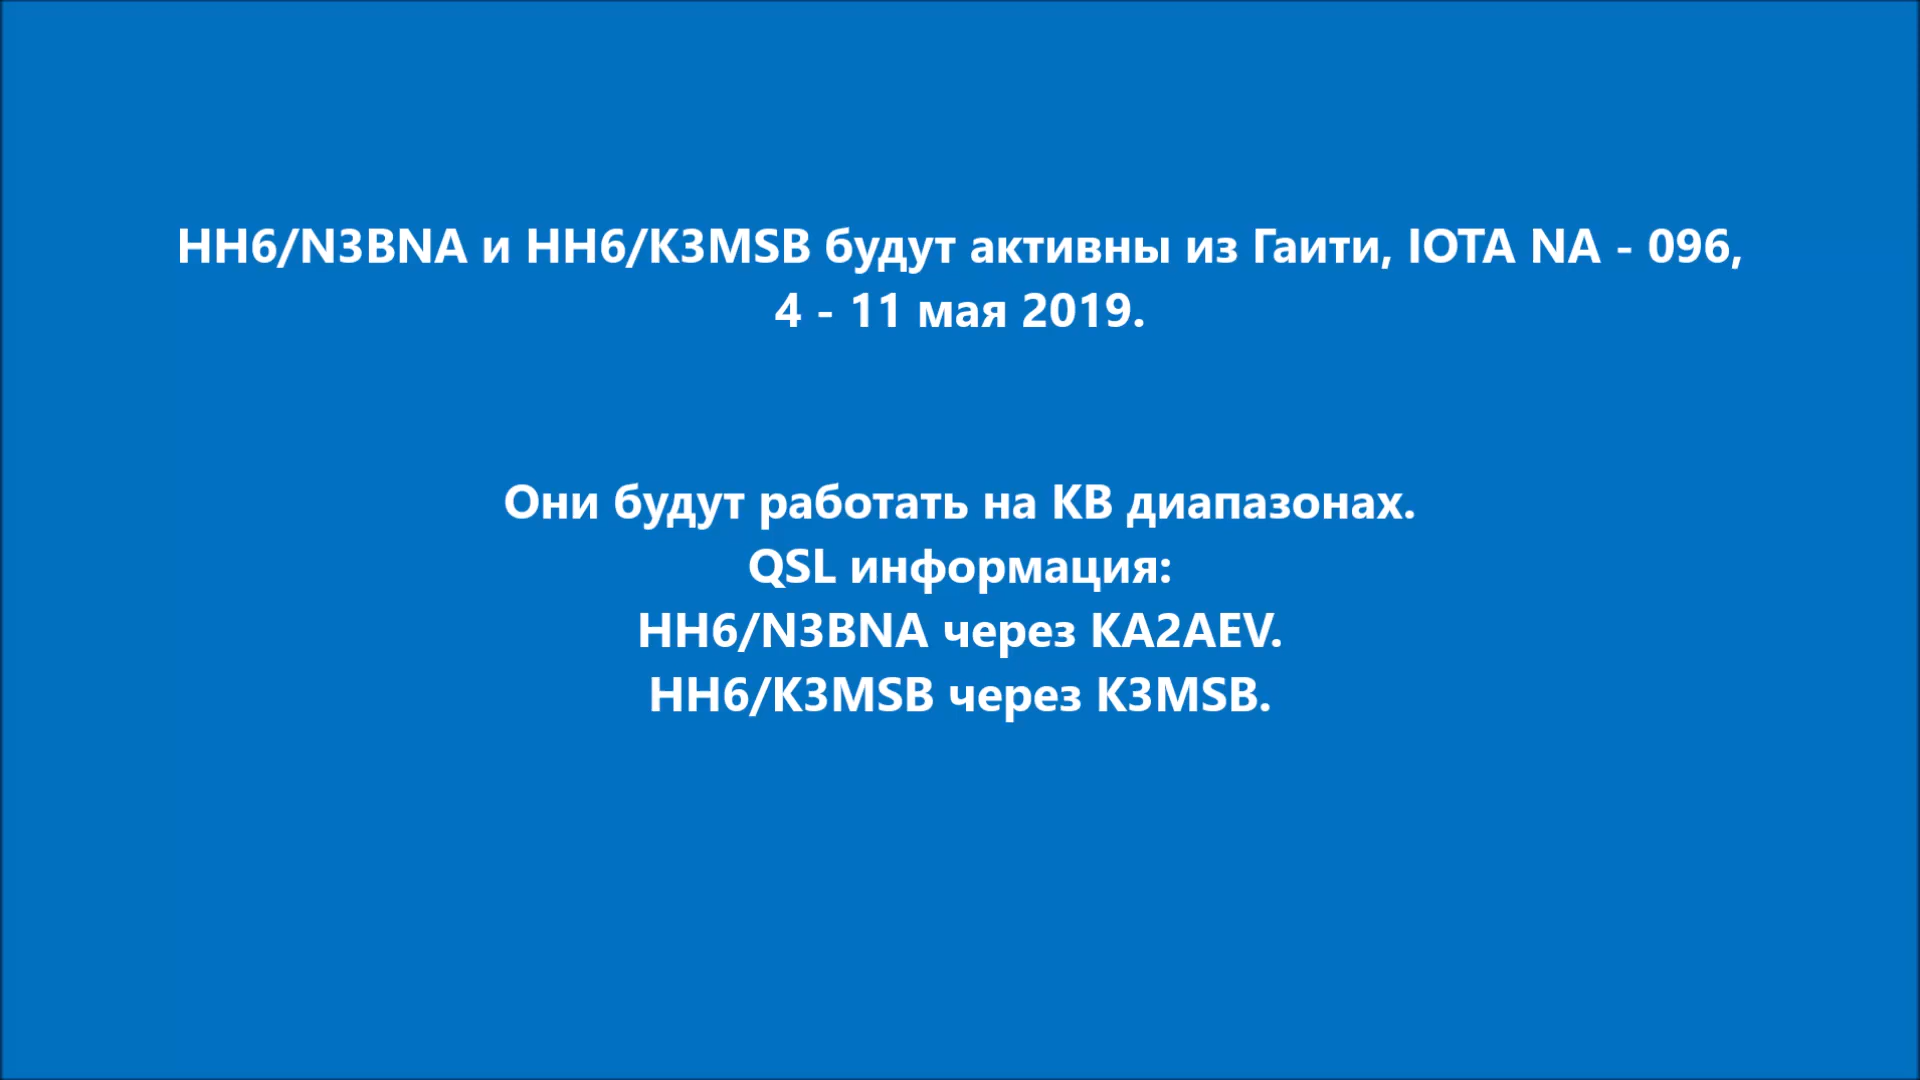 HH6/N3BNA и HH6/K3MSB будут активны из Гаити, IOTA NA - 096,
4 - 11 мая 2019.
Они будут работать на КВ диапазонах.
QSL информация:
HH6/N3BNA через KA2AEV.
HH6/K3MSB через K3MSB.